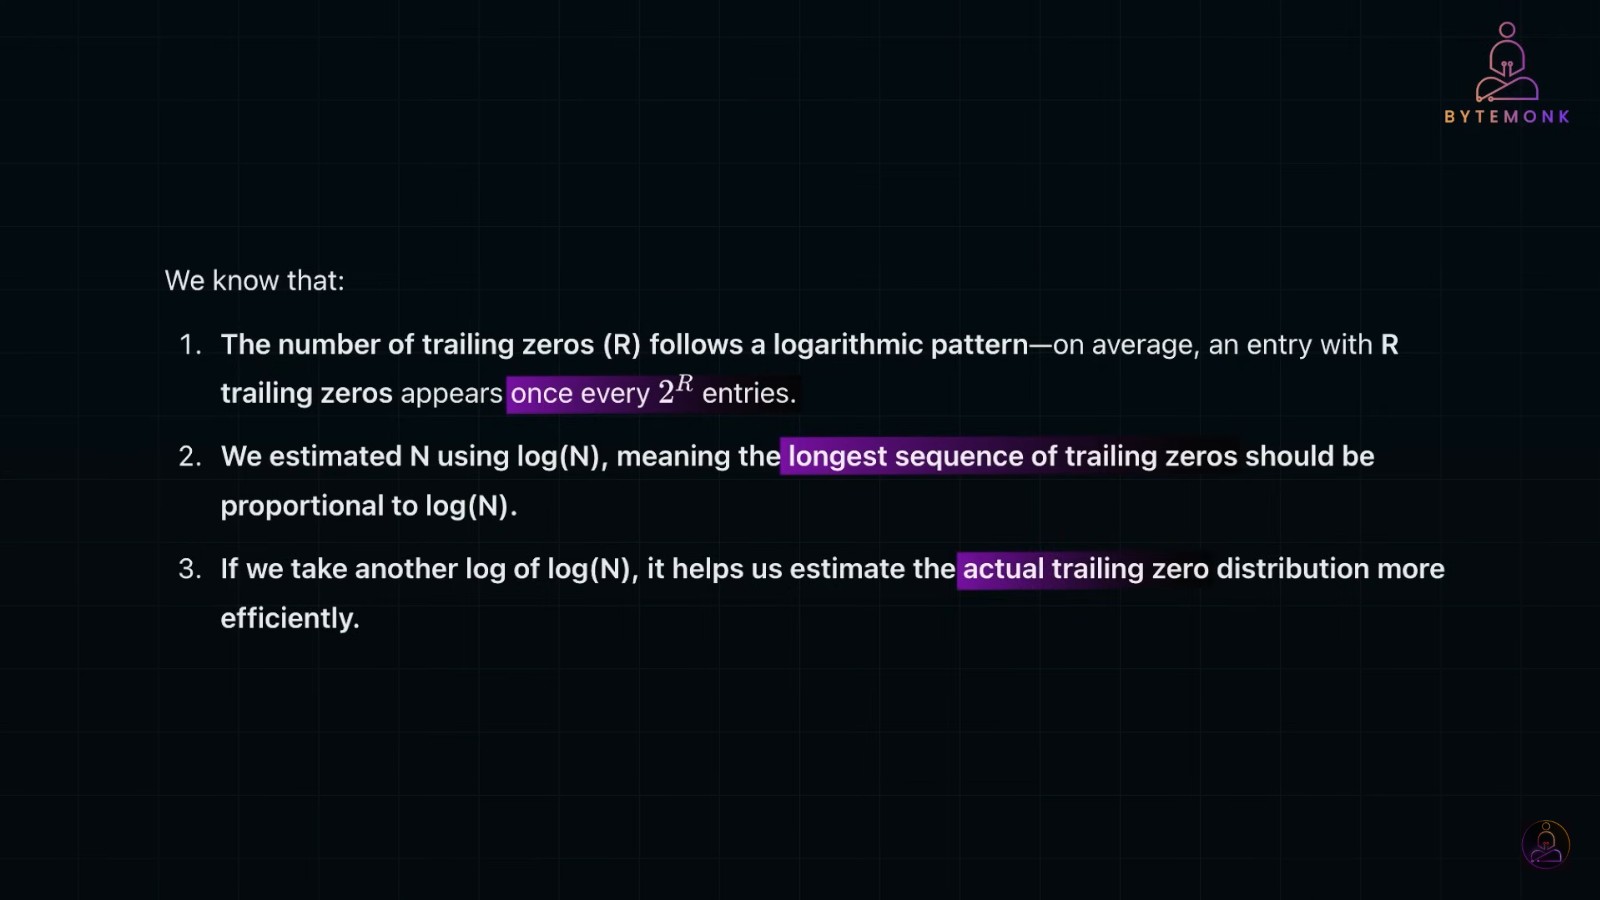 BYTEMONK
We know that:
1. The number of trailing zeros (R) follows a logarithmic pattern—on average, an entry with R
trailing zeros appears once every 2^R entries.
2. We estimated N using log(N), meaning the longest sequence of trailing zeros should be
proportional to log(N).
3. If we take another log of log(N), it helps us estimate the actual trailing zero distribution more
efficiently.